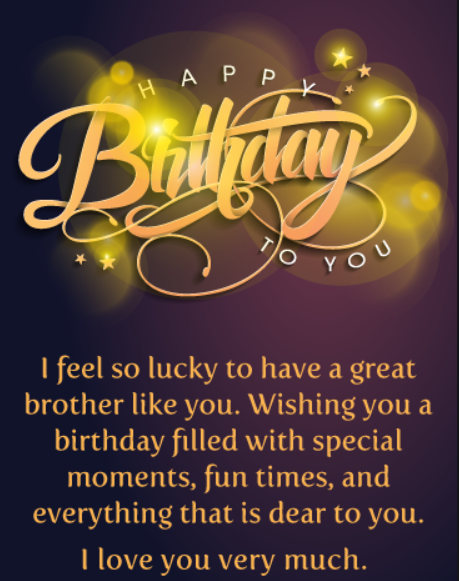 HAPPY
Birthday
TO YOU
I feel so lucky to have a great
brother like you. Wishing you a
birthday filled with special
moments, fun times, and
everything that is dear to you.
I love you very much.